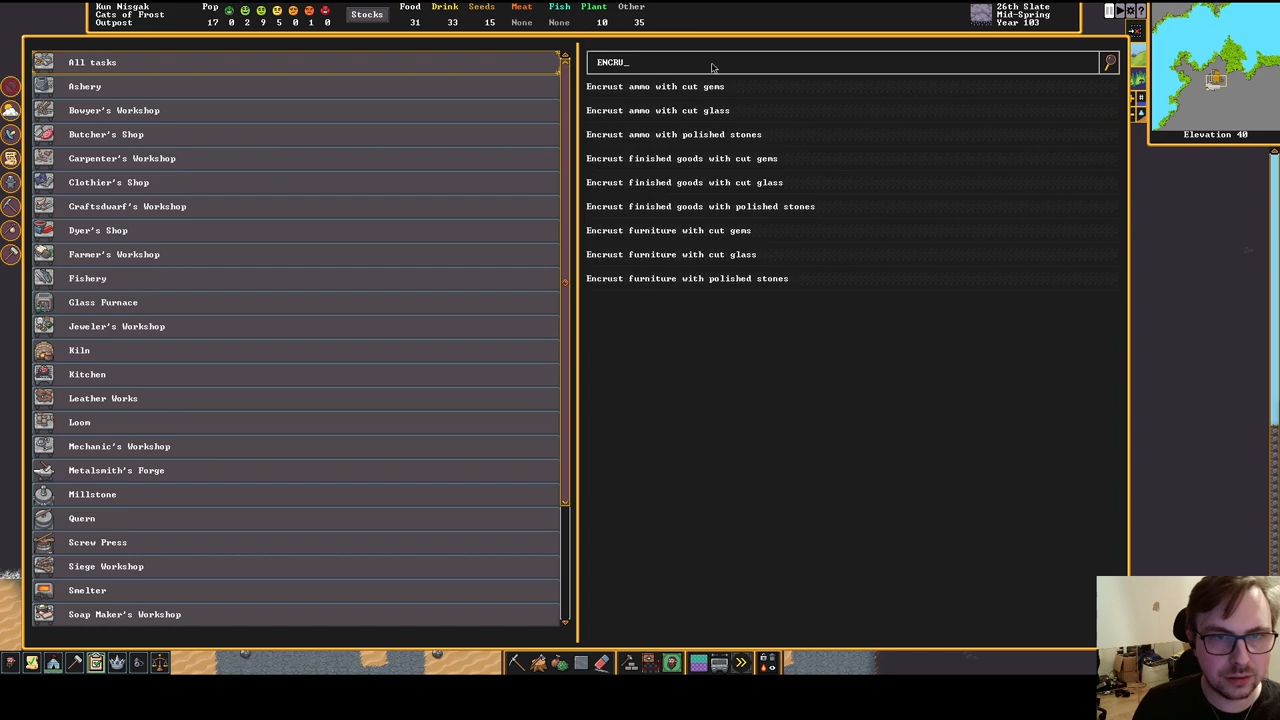 Kun Nisgak
Cats of Frost
Outpost
Pop
17 0 2 9 5 0 1 0
Stocks
Food Drink Seeds Meat Fish Plant Other
31 33 15 None None 10 35
26th Slate
Mid-Spring
Year 103
Elevation 40
All tasks
Ashery
Bowyer's Workshop
Butcher's Shop
Carpenter's Workshop
Clothier's Shop
Craftsdwarf's Workshop
Dyer's Shop
Farmer's Workshop
Fishery
Glass Furnace
Jeweler's Workshop
Kiln
Kitchen
Leather Works
Loom
Mechanic's Workshop
Metalsmith's Forge
Millstone
Quern
Screw Press
Siege Workshop
Smelter
Soap Maker's Workshop
ENCRU_
Encrust ammo with cut gems
Encrust ammo with cut glass
Encrust ammo with polished stones
Encrust finished goods with cut gems
Encrust finished goods with cut glass
Encrust finished goods with polished stones
Encrust furniture with cut gems
Encrust furniture with cut glass
Encrust furniture with polished stones